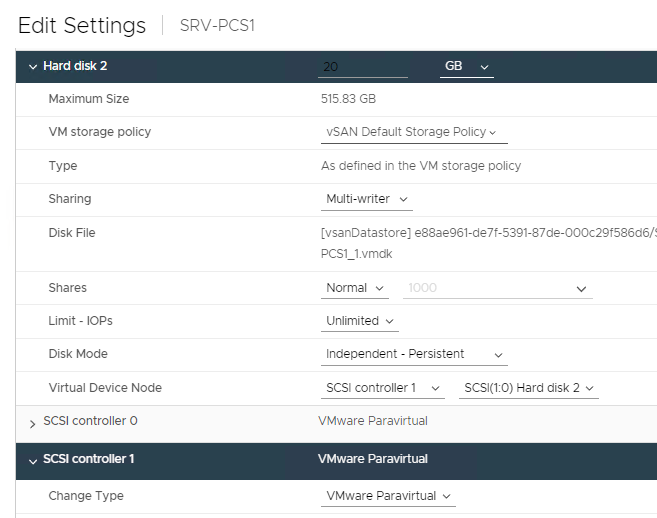 Edit Settings SRV-PCS1
Hard disk 2 20 GB
Maximum Size 515.83 GB
VM storage policy vSAN Default Storage Policy
Type As defined in the VM storage policy
Sharing Multi-writer
Disk File [vsanDatastore] e88ae961-de7f-5391-87de-000c29f586d6/
PCS1_1.vmdk
Shares Normal 1000
Limit - IOPs Unlimited
Disk Mode Independent - Persistent
Virtual Device Node SCSI controller 1 SCSI(1:0) Hard disk 2
SCSI controller 0 VMware Paravirtual
SCSI controller 1 VMware Paravirtual
Change Type VMware Paravirtual